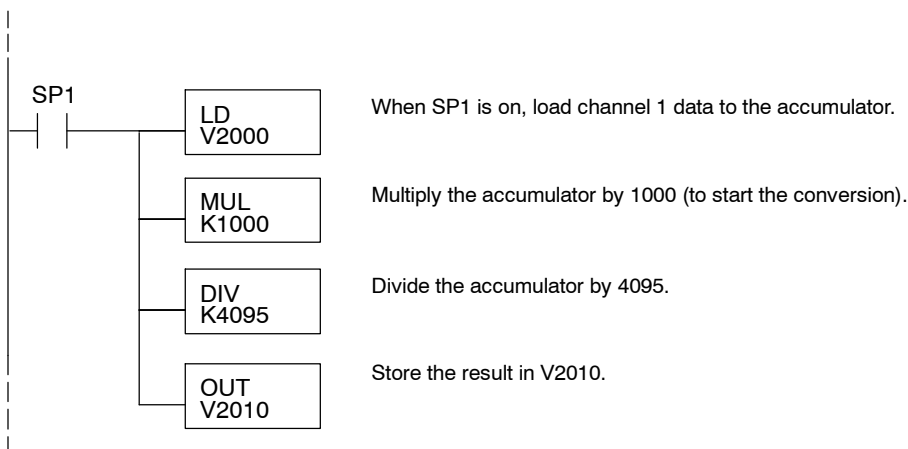 SP1
LD
V2000
When SP1 is on, load channel 1 data to the accumulator.
MUL
K1000
Multiply the accumulator by 1000 (to start the conversion).
DIV
K4095
Divide the accumulator by 4095.
OUT
V2010
Store the result in V2010.